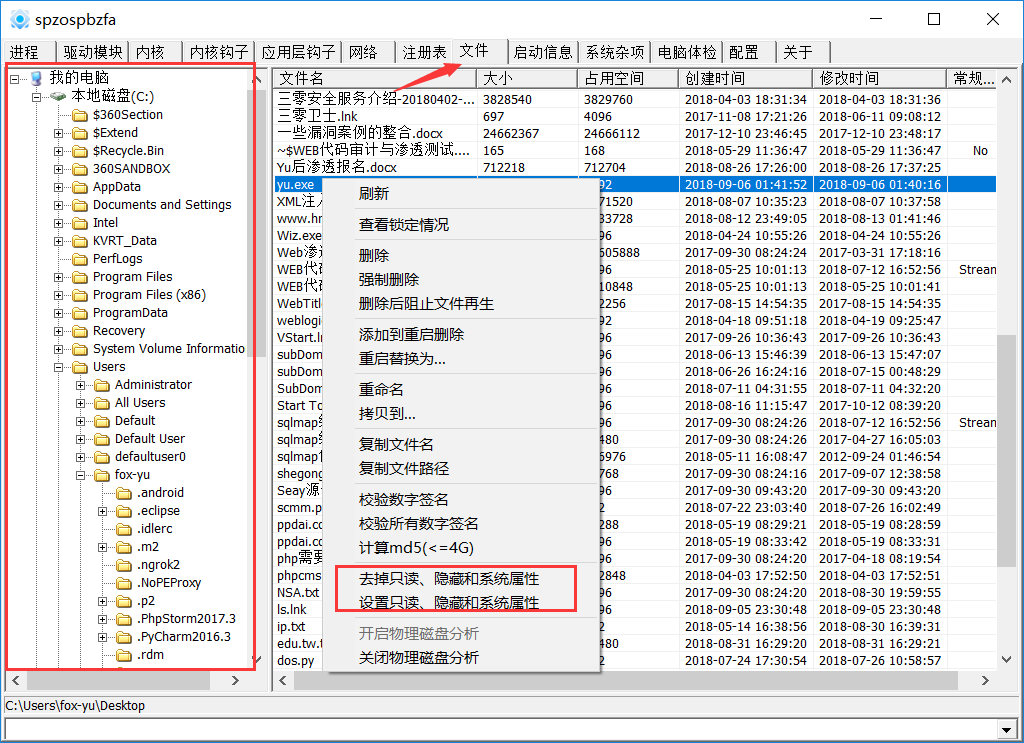 spzospbzfa
进程 驱动模块 内核 内核钩子 应用层钩子 网络 注册表 文件 启动信息 系统杂项 电脑体检 配置 关于
我的电脑
本地磁盘(C:)
$360Section
$Extend
$Recycle.Bin
360SANDBOX
AppData
Documents and Settings
Intel
KVRT_Data
PerfLogs
Program Files
Program Files (x86)
ProgramData
Recovery
System Volume Informatio
Users
Administrator
All Users
Default
Default User
defaultuser0
fox-yu
.android
.eclipse
.idlerc
.m2
.ngrok2
.NoPEProxy
.p2
.PhpStorm2017.3
.PyCharm2016.3
.rdm
文件名 大小 占用空间 创建时间 修改时间 常规...
三零安全服务介绍-20180402-... 3828540 3829760 2018-04-03 18:31:34 2018-04-03 18:31:36
三零卫士.lnk 697 4096 2017-11-08 17:21:26 2018-06-11 09:08:12
一些漏洞案例的整合.docx 24662367 24666112 2017-12-10 23:46:45 2017-12-10 23:48:17
~$WEB代码审计与渗透测试.... 165 168 2018-05-29 11:36:47 2018-05-29 11:36:47 No
Yu后渗透报名.docx 712218 712704 2018-08-26 17:26:00 2018-08-26 17:37:25
yu.exe 92 2018-09-06 01:41:52 2018-09-06 01:40:16
XML注入 71520 2018-08-07 10:35:23 2018-08-07 10:37:58
www.hr 33728 2018-08-12 23:49:05 2018-08-13 01:41:46
Wiz.exe 96 2018-04-24 10:55:26 2018-04-24 10:55:26
Web渗透 605888 2017-09-30 08:24:24 2017-03-31 17:18:16
WEB代码 96 2018-05-25 10:01:13 2018-07-12 16:52:56 Stream
WEB代码 10848 2018-05-25 10:01:13 2018-05-25 10:01:41
WebTitle 2256 2018-08-15 14:54:35 2018-08-15 14:54:35
weblogi 92 2018-04-19 09:51:18 2018-04-19 09:25:47
VStart.l 96 2017-09-26 10:36:43 2017-09-26 10:36:43
subDom 96 2018-06-13 15:46:39 2018-06-13 15:47:07
subDom 96 2018-06-26 16:24:16 2018-07-15 00:48:29
SubDom 96 2018-07-11 04:31:55 2018-07-11 04:32:20
Start To 96 2018-08-16 11:15:47 2017-10-12 08:39:20
sqlmap 96 2017-09-30 08:24:26 2018-07-12 16:52:56 Stream
sqlmap 480 2017-09-30 08:24:26 2017-04-27 16:05:03
sqlmap 6976 2018-05-11 16:08:47 2012-09-24 01:46:54
shegong 768 2017-09-30 08:24:16 2017-09-07 12:38:58
Seay源 96 2017-09-30 09:43:20 2017-09-30 09:43:20
scmm.p 2 2018-07-22 23:03:40 2018-07-26 16:02:49
ppdai.co 288 2018-05-19 08:29:21 2018-05-19 08:28:59
ppdai.co 96 2018-05-19 08:28:33 2018-05-19 08:28:33
php需要 2 2017-09-30 08:24:20 2017-04-18 08:19:54
phpcms 2848 2018-04-03 17:52:50 2018-04-03 17:52:51
NSA.txt 2018-08-30 18:32:30 2018-08-30 19:59:55
ls.lnk 96 2018-09-05 23:30:48 2018-09-05 23:30:48
ip.txt 2 2018-05-14 16:38:56 2018-08-30 16:39:31
edu.tw.t 480 2018-08-31 16:29:20 2018-08-31 16:29:21
dos.py 2 2018-07-24 17:30:54 2018-07-26 10:58:57
刷新
查看锁定情况
删除
强制删除
删除后阻止文件再生
添加到重启删除
重启替换为...
重命名
拷贝到...
复制文件名
复制文件路径
校验数字签名
校验所有数字签名
计算md5(<=4G)
去掉只读、隐藏和系统属性
设置只读、隐藏和系统属性
开启物理磁盘分析
关闭物理磁盘分析
C:\Users\fox-yu\Desktop